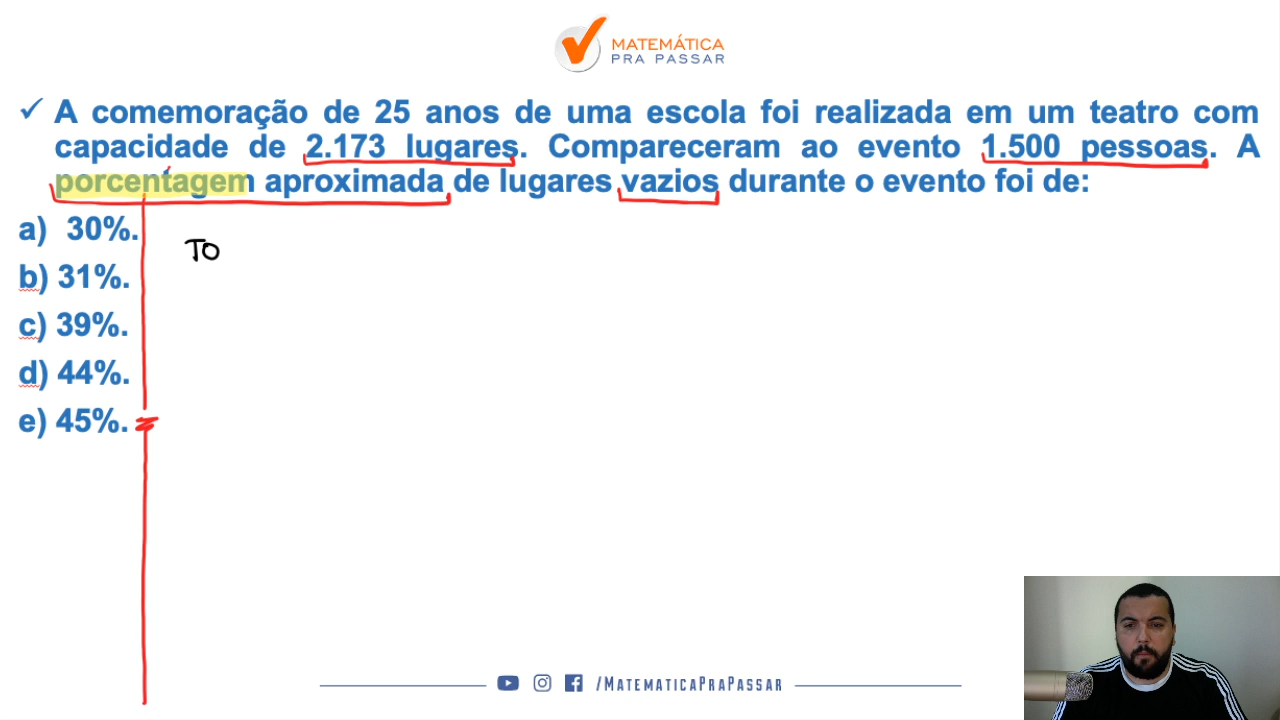 MATEMÁTICA
PRA PASSAR
A comemoração de 25 anos de uma escola foi realizada em um teatro com
capacidade de 2.173 lugares. Compareceram ao evento 1.500 pessoas. A
porcentagem aproximada de lugares vazios durante o evento foi de:
a) 30%.
TO
b) 31%.
c) 39%.
d) 44%.
e) 45%.
/MATEMATICAPRAPASSAR